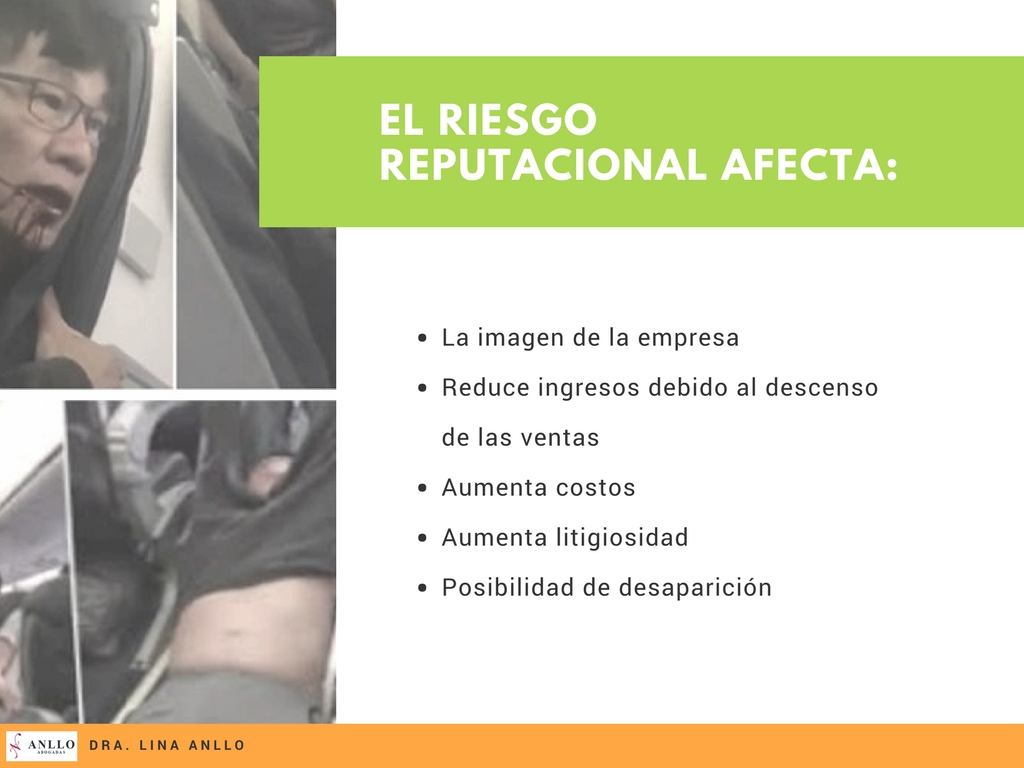 EL RIESGO
REPUTACIONAL AFECTA:
• La imagen de la empresa
• Reduce ingresos debido al descenso
de las ventas
• Aumenta costos
• Aumenta litigiosidad
• Posibilidad de desaparición
ANLLO
ABOGADAS
DRA. LINA ANLLO